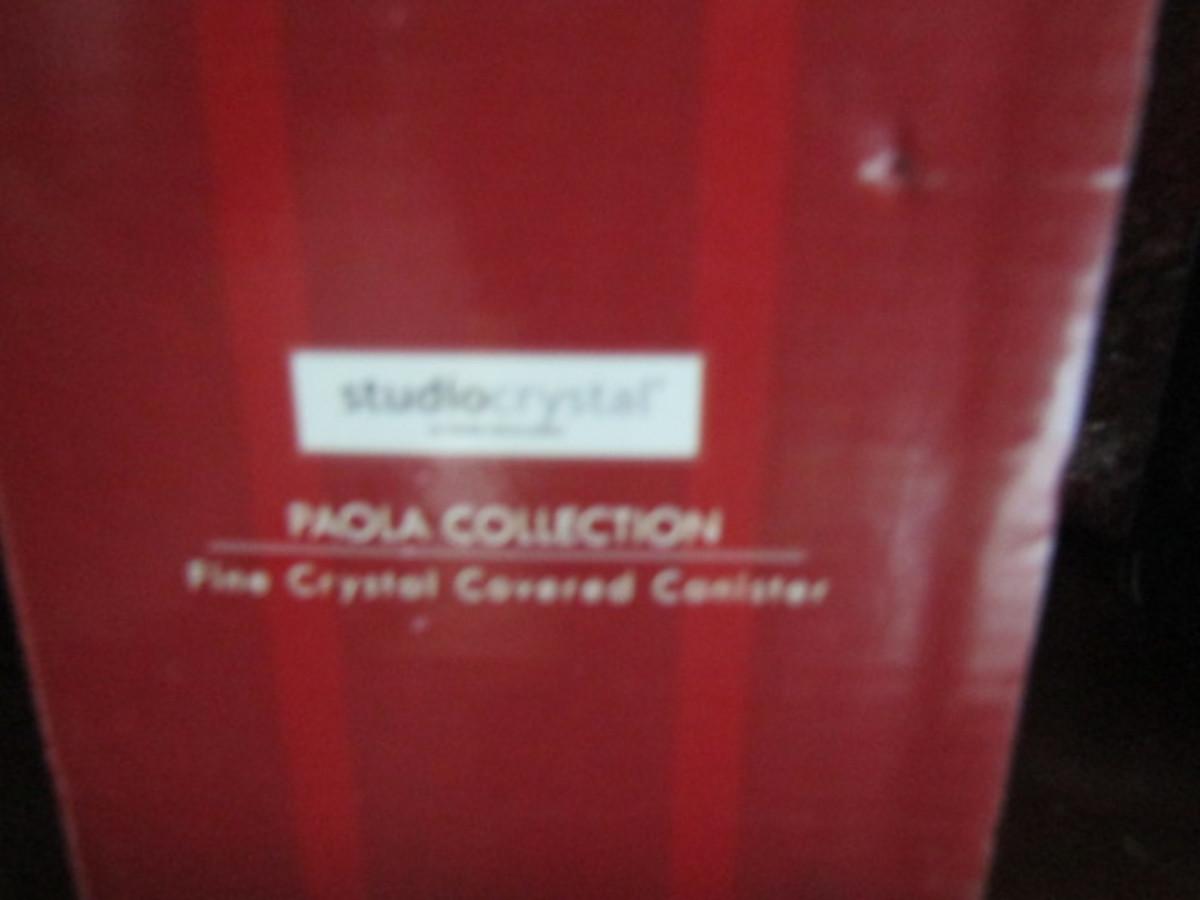 studiocrystal
PAOLA COLLECTION
Fine Crystal Covered Canister